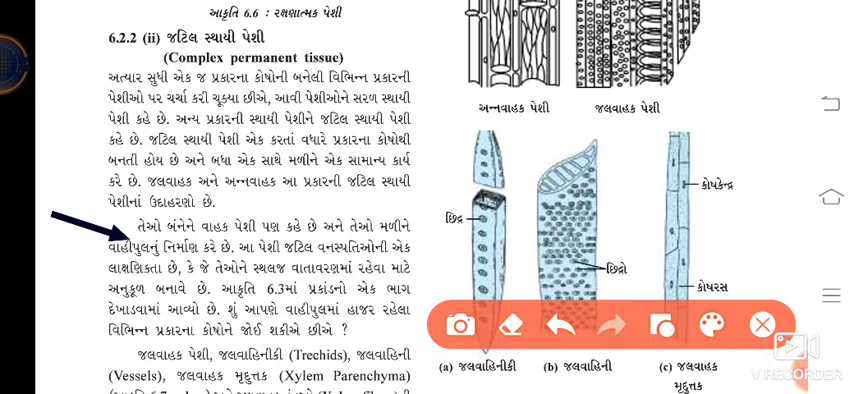 આકૃતિ 6.6 : રક્ષણાત્મક પેશી
6.2.2 (ii) જટિલ સ્થાયી પેશી
(Complex permanent tissue)
અત્યાર સુધી એક જ પ્રકારના કોષોની બનેલી વિભિન્ન પ્રકારની
પેશીઓ પર ચર્ચા કરી ચૂક્યા છીએ, આવી પેશીઓને સરળ સ્થાયી
પેશી કહે છે. અન્ય પ્રકારની સ્થાયી પેશીને જટિલ સ્થાયી પેશી
કહે છે. જટિલ સ્થાયી પેશી એક કરતાં વધારે પ્રકારના કોષોથી
બનતી હોય છે અને બધા એક સાથે મળીને એક સામાન્ય કાર્ય
કરે છે. જલવાહક અને અન્નવાહક આ પ્રકારની જટિલ સ્થાયી
પેશીનાં ઉદાહરણો છે.
તેઓ બંનેને વાહક પેશી પણ કહે છે અને તેઓ મળીને
વાહીપુલનું નિર્માણ કરે છે. આ પેશી જટિલ વનસ્પતિઓની એક
લાક્ષણિકતા છે, કે જે તેઓને સ્થલજ વાતાવરણમાં રહેવા માટે
અનુકૂળ બનાવે છે. આકૃતિ 6.3માં પ્રકાંડનો એક ભાગ
દેખાડવામાં આવ્યો છે. શું આપણે વાહીપુલમાં હાજર રહેલા
વિભિન્ન પ્રકારના કોષોને જોઈ શકીએ છીએ ?
જલવાહક પેશી, જલવાહિનીકી (Trechids), જલવાહિની
(Vessels), જલવાહક મૃદુત્તક (Xylem Parenchyma)
અન્નવાહક પેશી
જલવાહક પેશી
છિદ્ર
છિદ્રો
કોષકેન્દ્ર
કોષરસ
(a) જલવાહિનીકી
(b) જલવાહિની
(c) જલવાહક
મૃદુત્તક
V RECORDER